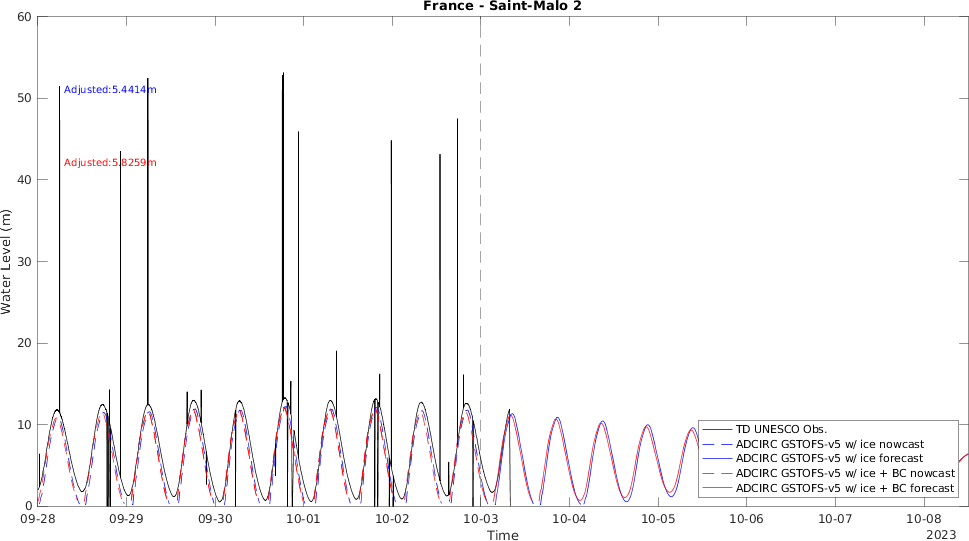 France - Saint-Malo 2
60
50
40
30
20
10
0
Water Level (m)
Adjusted:5.4414m
Adjusted:5.8259m
TD UNESCO Obs.
ADCIRC GSTOFS-v5 w/ ice nowcast
ADCIRC GSTOFS-v5 w/ ice forecast
ADCIRC GSTOFS-v5 w/ ice + BC nowcast
ADCIRC GSTOFS-v5 w/ ice + BC forecast
09-28 09-29 09-30 10-01 10-02 10-03 10-04 10-05 10-06 10-07 10-08
Time
2023